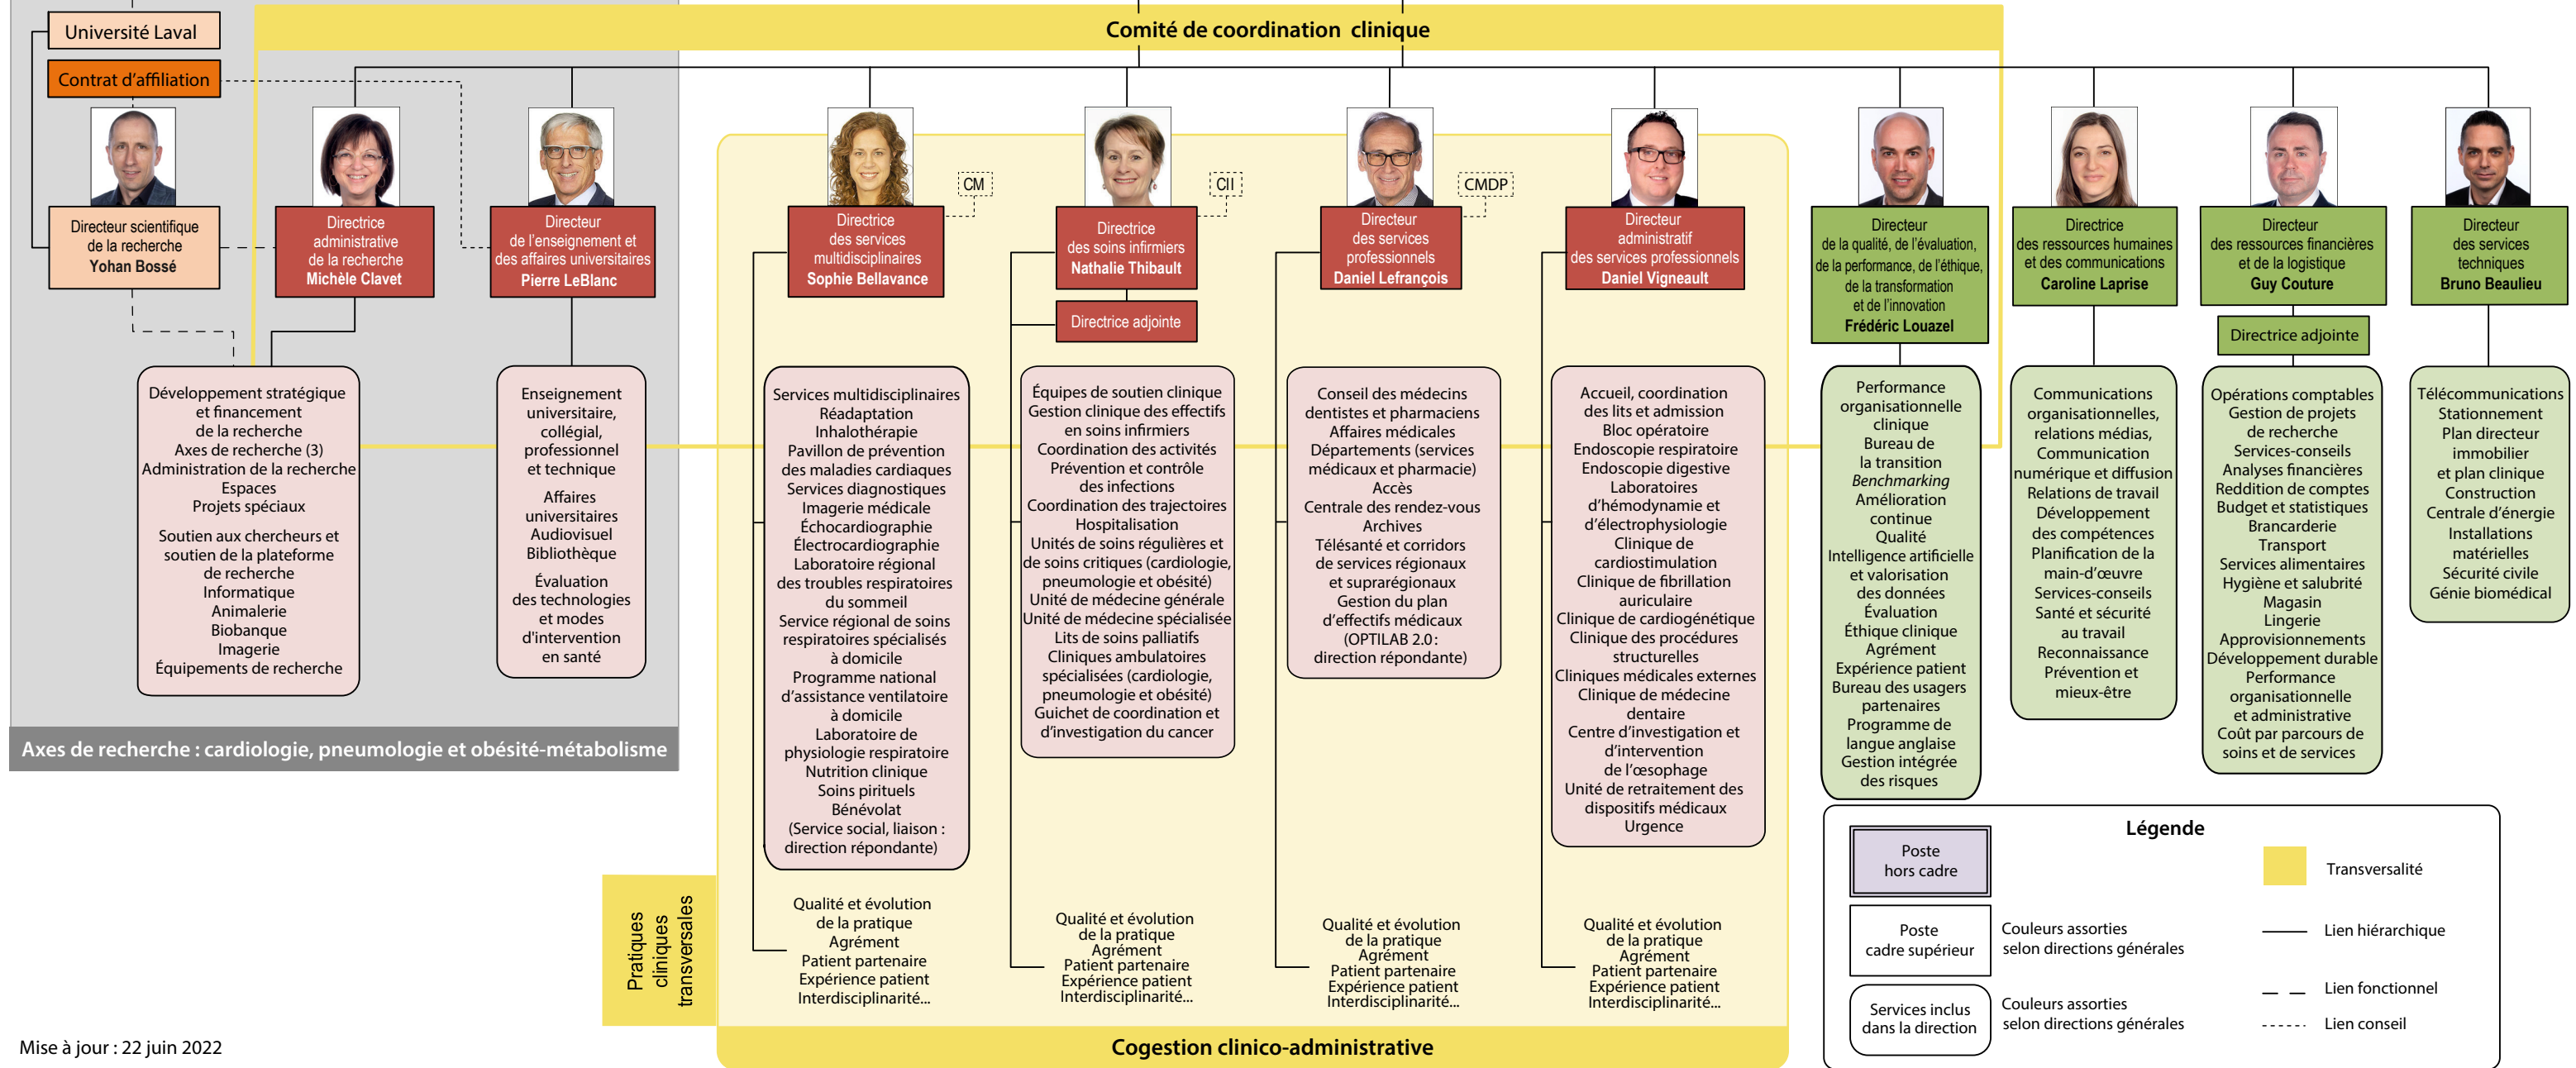 Université Laval
Comité de coordination clinique
Contrat d'affiliation
CM
CII
CMDP
Directeur scientifique
de la recherche
Yohan Bossé
Directrice
administrative
de la recherche
Michèle Clavet
Directeur
de l'enseignement et
des affaires universitaires
Pierre LeBlanc
Directrice
des services
multidisciplinaires
Sophie Bellavance
Directrice
des soins infirmiers
Nathalie Thibault
Directrice adjointe
Directeur
des services
professionnels
Daniel Lefrançois
Directeur
administratif
des services professionnels
Daniel Vigneault
Directeur
de la qualité, de l'évaluation,
de la performance, de l'éthique,
de la transformation
et de l'innovation
Frédéric Louazel
Directrice
des ressources humaines
et des communications
Caroline Laprise
Directeur
des ressources financières
et de la logistique
Guy Couture
Directrice adjointe
Directeur
des services
techniques
Bruno Beaulieu
Développement stratégique
et financement
de la recherche
Axes de recherche (3)
Administration de la recherche
Espaces
Projets spéciaux
Soutien aux chercheurs et
soutien de la plateforme
de recherche
Informatique
Animalerie
Biobanque
Imagerie
Équipements de recherche
Enseignement
universitaire,
collégial,
professionnel
et technique
Affaires
universitaires
Audiovisuel
Bibliothèque
Évaluation
des technologies
et modes
d'intervention
en santé
Services multidisciplinaires
Réadaptation
Inhalothérapie
Pavillon de prévention
des maladies cardiaques
Services diagnostiques
Imagerie médicale
Échocardiographie
Électrocardiographie
Laboratoire régional
des troubles respiratoires
du sommeil
Service régional de soins
respiratoires spécialisés
à domicile
Programme national
d'assistance ventilatoire
à domicile
Laboratoire de
physiologie respiratoire
Nutrition clinique
Soins pirituels
Bénévolat
(Service social, liaison :
direction répondante)
Équipes de soutien clinique
Gestion clinique des effectifs
en soins infirmiers
Coordination des activités
Prévention et contrôle
des infections
Coordination des trajectoires
Hospitalisation
Unités de soins régulières et
de soins critiques (cardiologie,
pneumologie et obésité)
Unité de médecine générale
Unité de médecine spécialisée
Lits de soins palliatifs
Cliniques ambulatoires
spécialisées (cardiologie,
pneumologie et obésité)
Guichet de coordination et
d'investigation du cancer
Conseil des médecins
dentistes et pharmaciens
Affaires médicales
Départements (services
médicaux et pharmacie)
Accès
Centrale des rendez-vous
Archives
Télésanté et corridors
de services régionaux
et suprarégionaux
Gestion du plan
d'effectifs médicaux
(OPTILAB 2.0 :
direction répondante)
Accueil, coordination
des lits et admission
Bloc opératoire
Endoscopie respiratoire
Endoscopie digestive
Laboratoires
d'hémodynamie et
d'électrophysiologie
Clinique de
cardiostimulation
Clinique de fibrillation
auriculaire
Clinique de cardiogénétique
Clinique des procédures
structurelles
Cliniques médicales externes
Clinique de médecine
dentaire
Centre d'investigation et
d'intervention
de l'œsophage
Unité de retraitement des
dispositifs médicaux
Urgence
Performance
organisationnelle
clinique
Bureau de
la transition
Benchmarking
Amélioration
continue
Qualité
Intelligence artificielle
et valorisation
des données
Évaluation
Éthique clinique
Agrément
Expérience patient
Bureau des usagers
partenaires
Programme de
langue anglaise
Gestion intégrée
des risques
Communications
organisationnelles,
relations médias,
Communication
numérique et diffusion
Relations de travail
Développement
des compétences
Planification de la
main-d'œuvre
Services-conseils
Santé et sécurité
au travail
Reconnaissance
Prévention et
mieux-être
Opérations comptables
Gestion de projets
de recherche
Services-conseils
Analyses financières
Reddition de comptes
Budget et statistiques
Brancarderie
Transport
Services alimentaires
Hygiène et salubrité
Magasin
Lingerie
Approvisionnements
Développement durable
Performance
organisationnelle
et administrative
Coût par parcours de
soins et de services
Télécommunications
Stationnement
Plan directeur
immobilier
et plan clinique
Construction
Centrale d'énergie
Installations
matérielles
Sécurité civile
Génie biomédical
Axes de recherche : cardiologie, pneumologie et obésité-métabolisme
Pratiques
cliniques
transversales
Qualité et évolution
de la pratique
Agrément
Patient partenaire
Expérience patient
Interdisciplinarité...
Qualité et évolution
de la pratique
Agrément
Patient partenaire
Expérience patient
Interdisciplinarité...
Qualité et évolution
de la pratique
Agrément
Patient partenaire
Expérience patient
Interdisciplinarité...
Qualité et évolution
de la pratique
Agrément
Patient partenaire
Expérience patient
Interdisciplinarité...
Cogestion clinico-administrative
Légende
Poste
hors cadre
Poste
cadre supérieur
Couleurs assorties
selon directions générales
Services inclus
dans la direction
Couleurs assorties
selon directions générales
Transversalité
Lien hiérarchique
Lien fonctionnel
Lien conseil
Mise à jour : 22 juin 2022